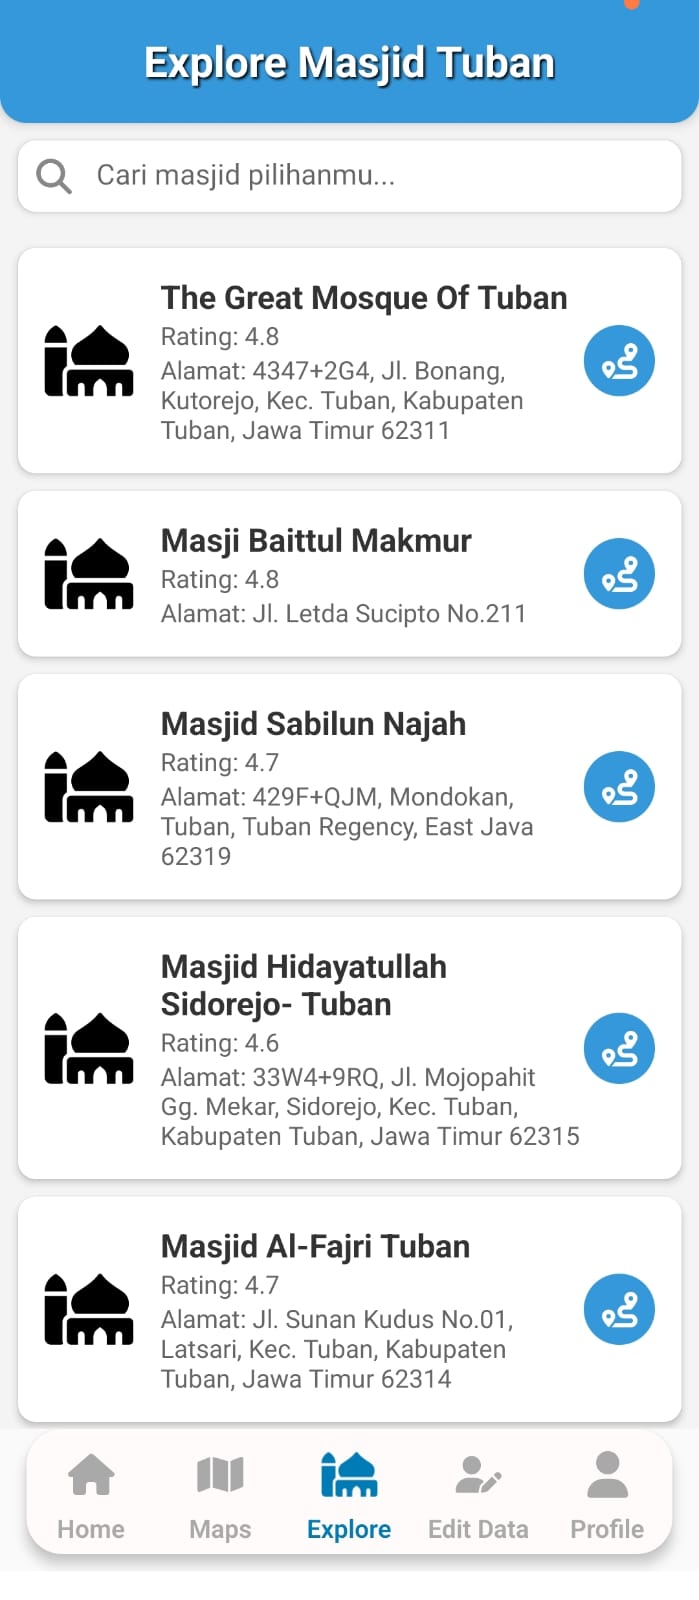 Explore Masjid Tuban
Cari masjid pilihanmu...
The Great Mosque Of Tuban
Rating: 4.8
Alamat: 4347+2G4, Jl. Bonang,
Kutorejo, Kec. Tuban, Kabupaten
Tuban, Jawa Timur 62311
Masji Baittul Makmur
Rating: 4.8
Alamat: Jl. Letda Sucipto No.211
Masjid Sabilun Najah
Rating: 4.7
Alamat: 429F+QJM, Mondokan,
Tuban, Tuban Regency, East Java
62319
Masjid Hidayatullah
Sidorejo- Tuban
Rating: 4.6
Alamat: 33W4+9RQ, Jl. Mojopahit
Gg. Mekar, Sidorejo, Kec. Tuban,
Kabupaten Tuban, Jawa Timur 62315
Masjid Al-Fajri Tuban
Rating: 4.7
Alamat: Jl. Sunan Kudus No.01,
Latsari, Kec. Tuban, Kabupaten
Tuban, Jawa Timur 62314
Home Maps Explore Edit Data Profile